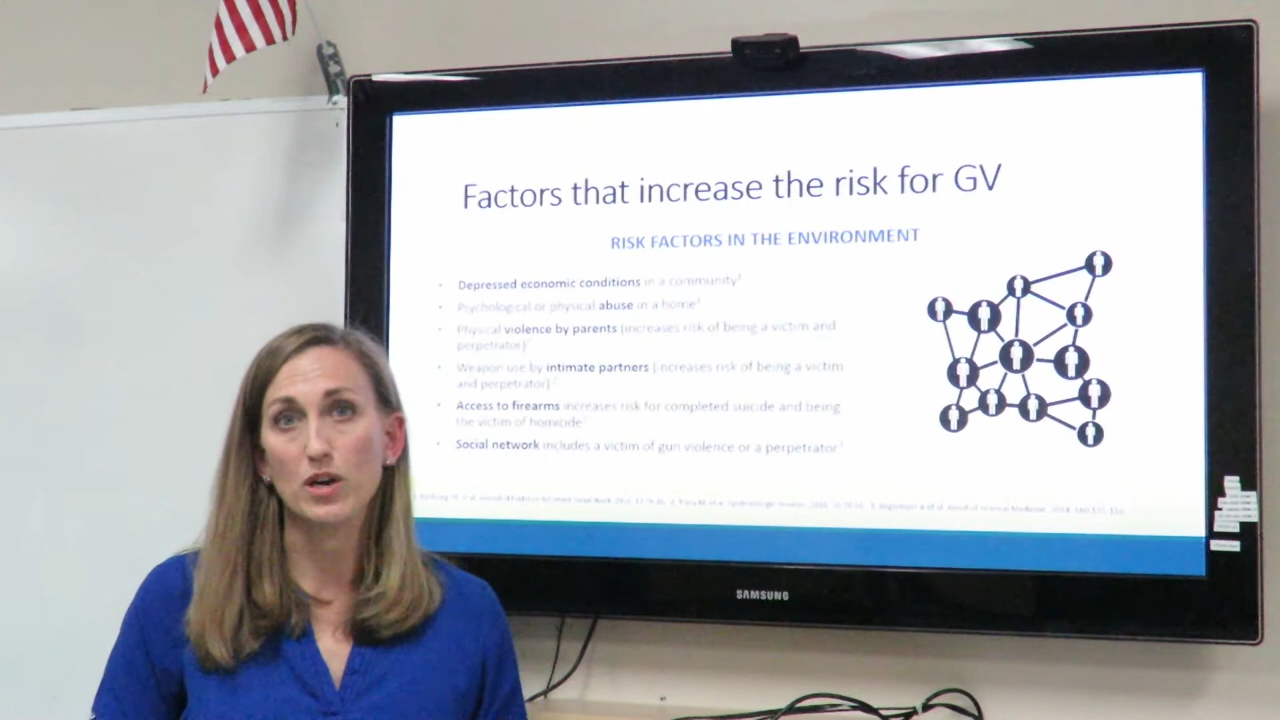 Factors that increase the risk for GV
RISK FACTORS IN THE ENVIRONMENT
• Depressed economic conditions in a community
• Psychological or physical abuse in a home
• Physical violence by parents (increases risk of being a victim and
perpetrator)
• Weapon use by intimate partners (increases risk of being a victim
and perpetrator)
• Access to firearms increases risk for completed suicide and being
the victim of homicide
• Social network includes a victim of gun violence or a perpetrator
SAMSUNG